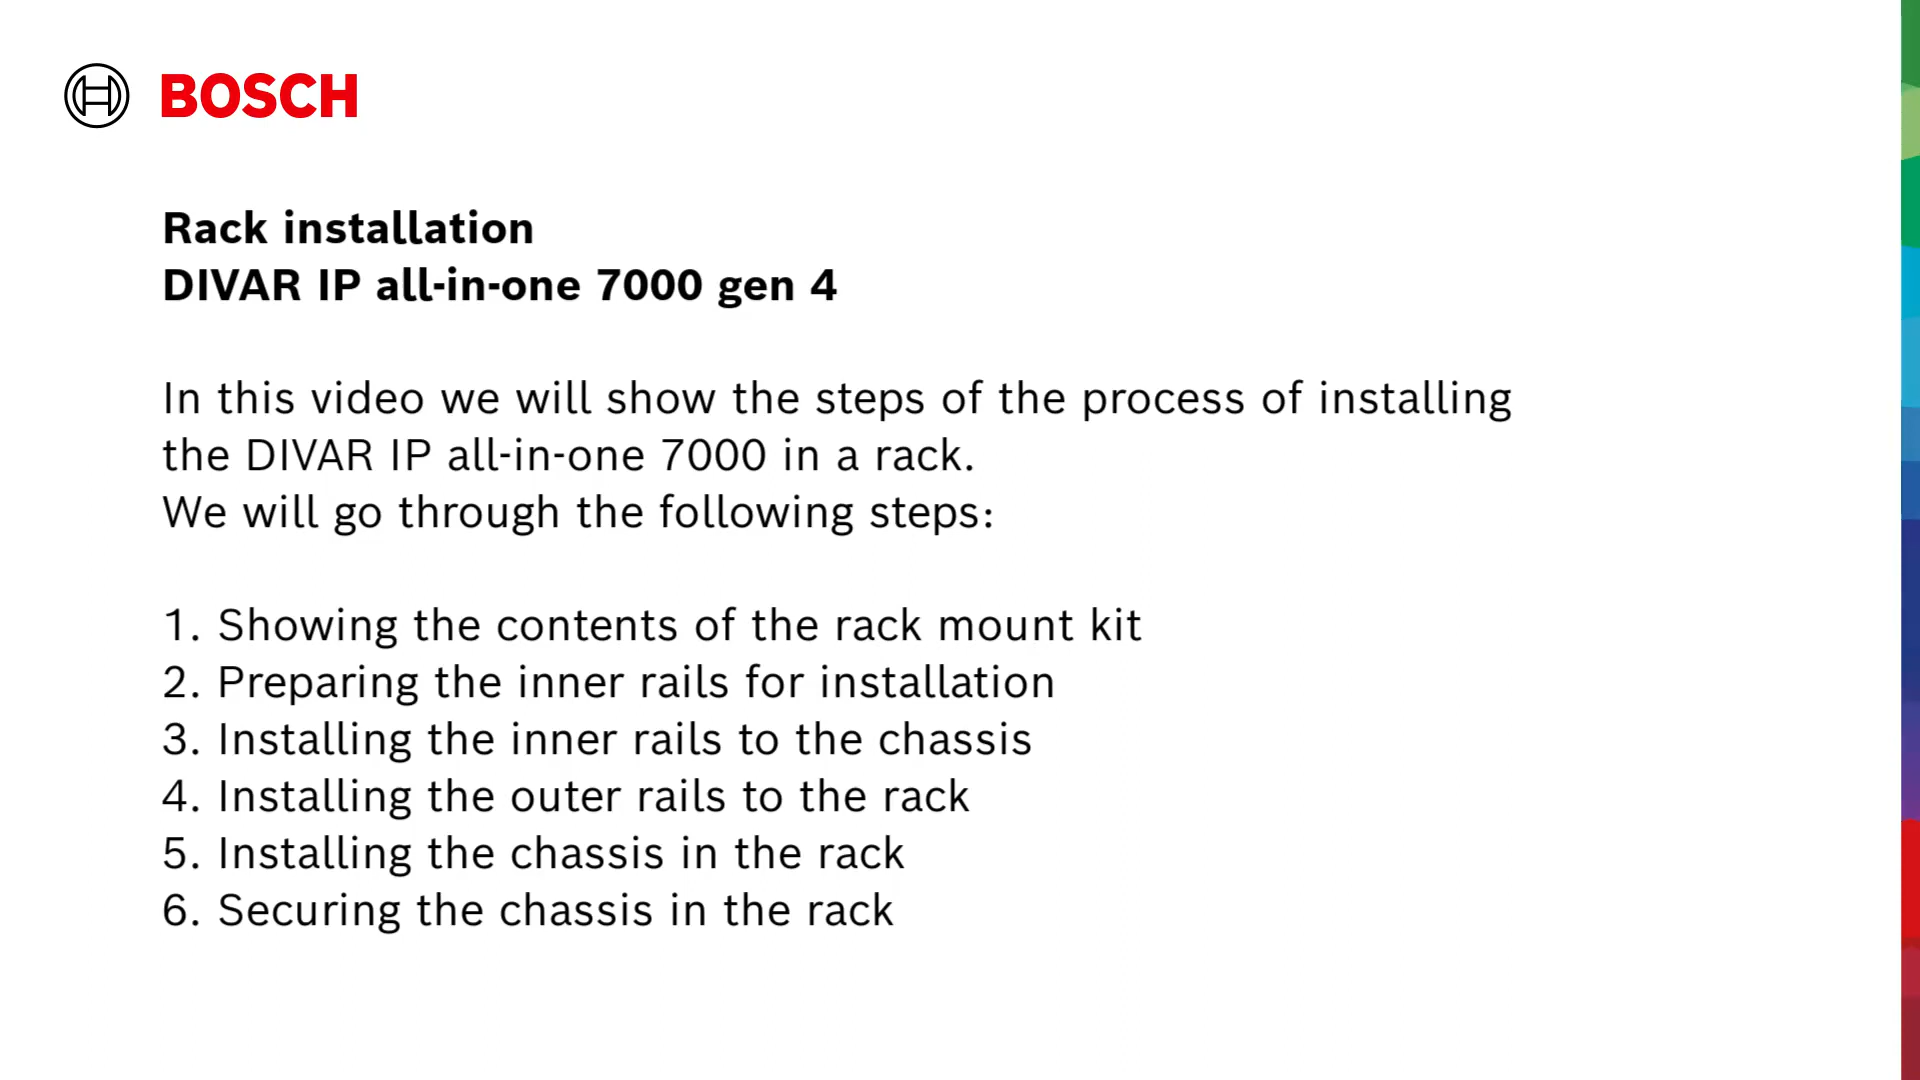 BOSCH
Rack installation
DIVAR IP all-in-one 7000 gen 4
In this video we will show the steps of the process of installing
the DIVAR IP all-in-one 7000 in a rack.
We will go through the following steps:
1. Showing the contents of the rack mount kit
2. Preparing the inner rails for installation
3. Installing the inner rails to the chassis
4. Installing the outer rails to the rack
5. Installing the chassis in the rack
6. Securing the chassis in the rack